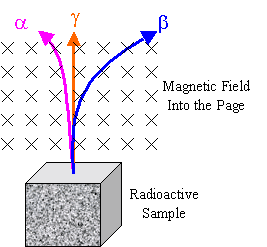 α γ β
Magnetic Field
Into the Page
Radioactive
Sample